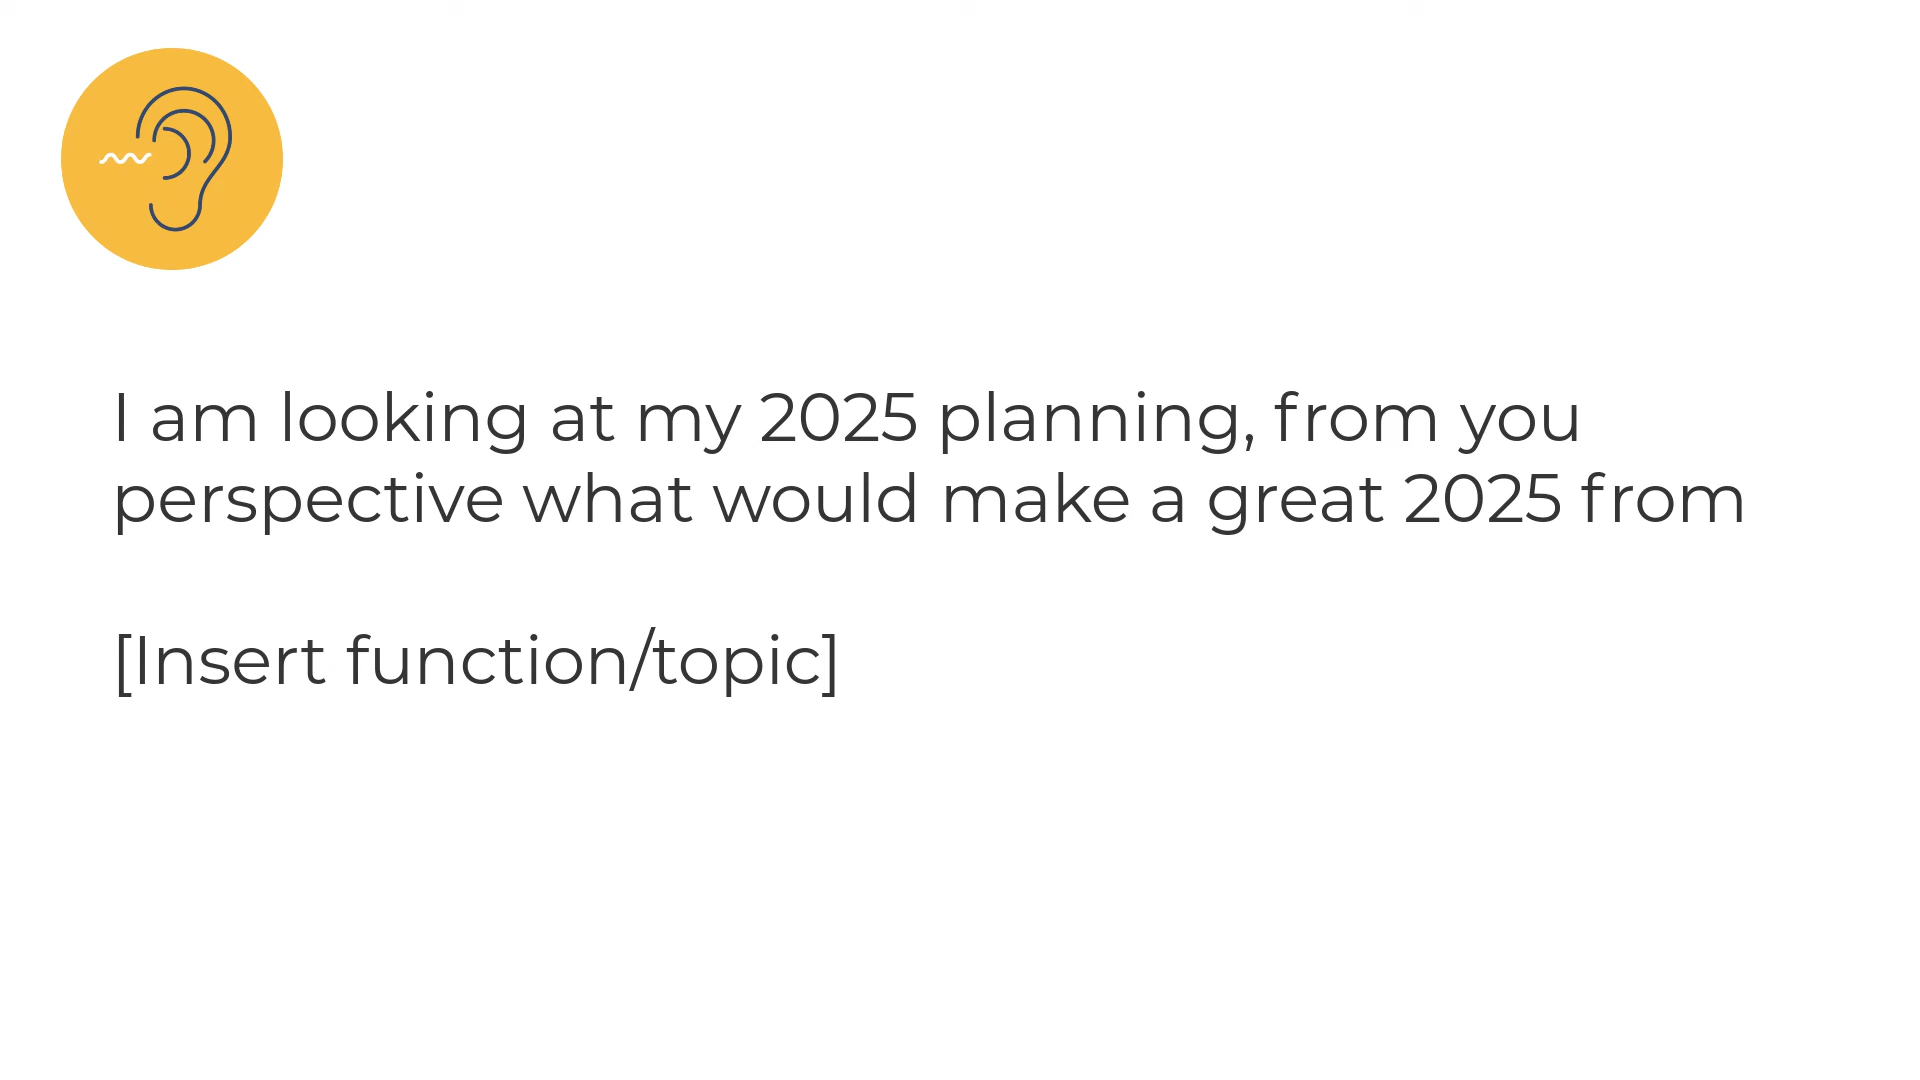 I am looking at my 2025 planning, from you
perspective what would make a great 2025 from
[Insert function/topic]